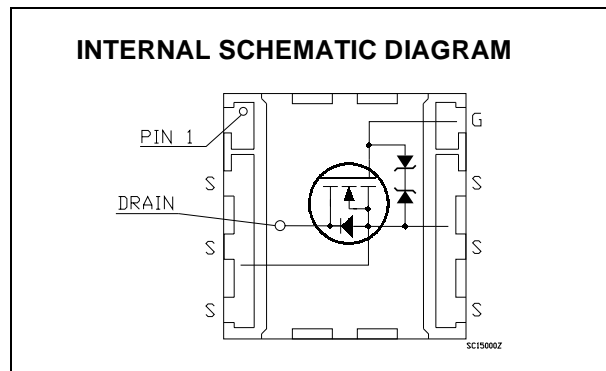 INTERNAL SCHEMATIC DIAGRAM
G
PIN 1
S
S
DRAIN
S
S
S
S
SC15000Z